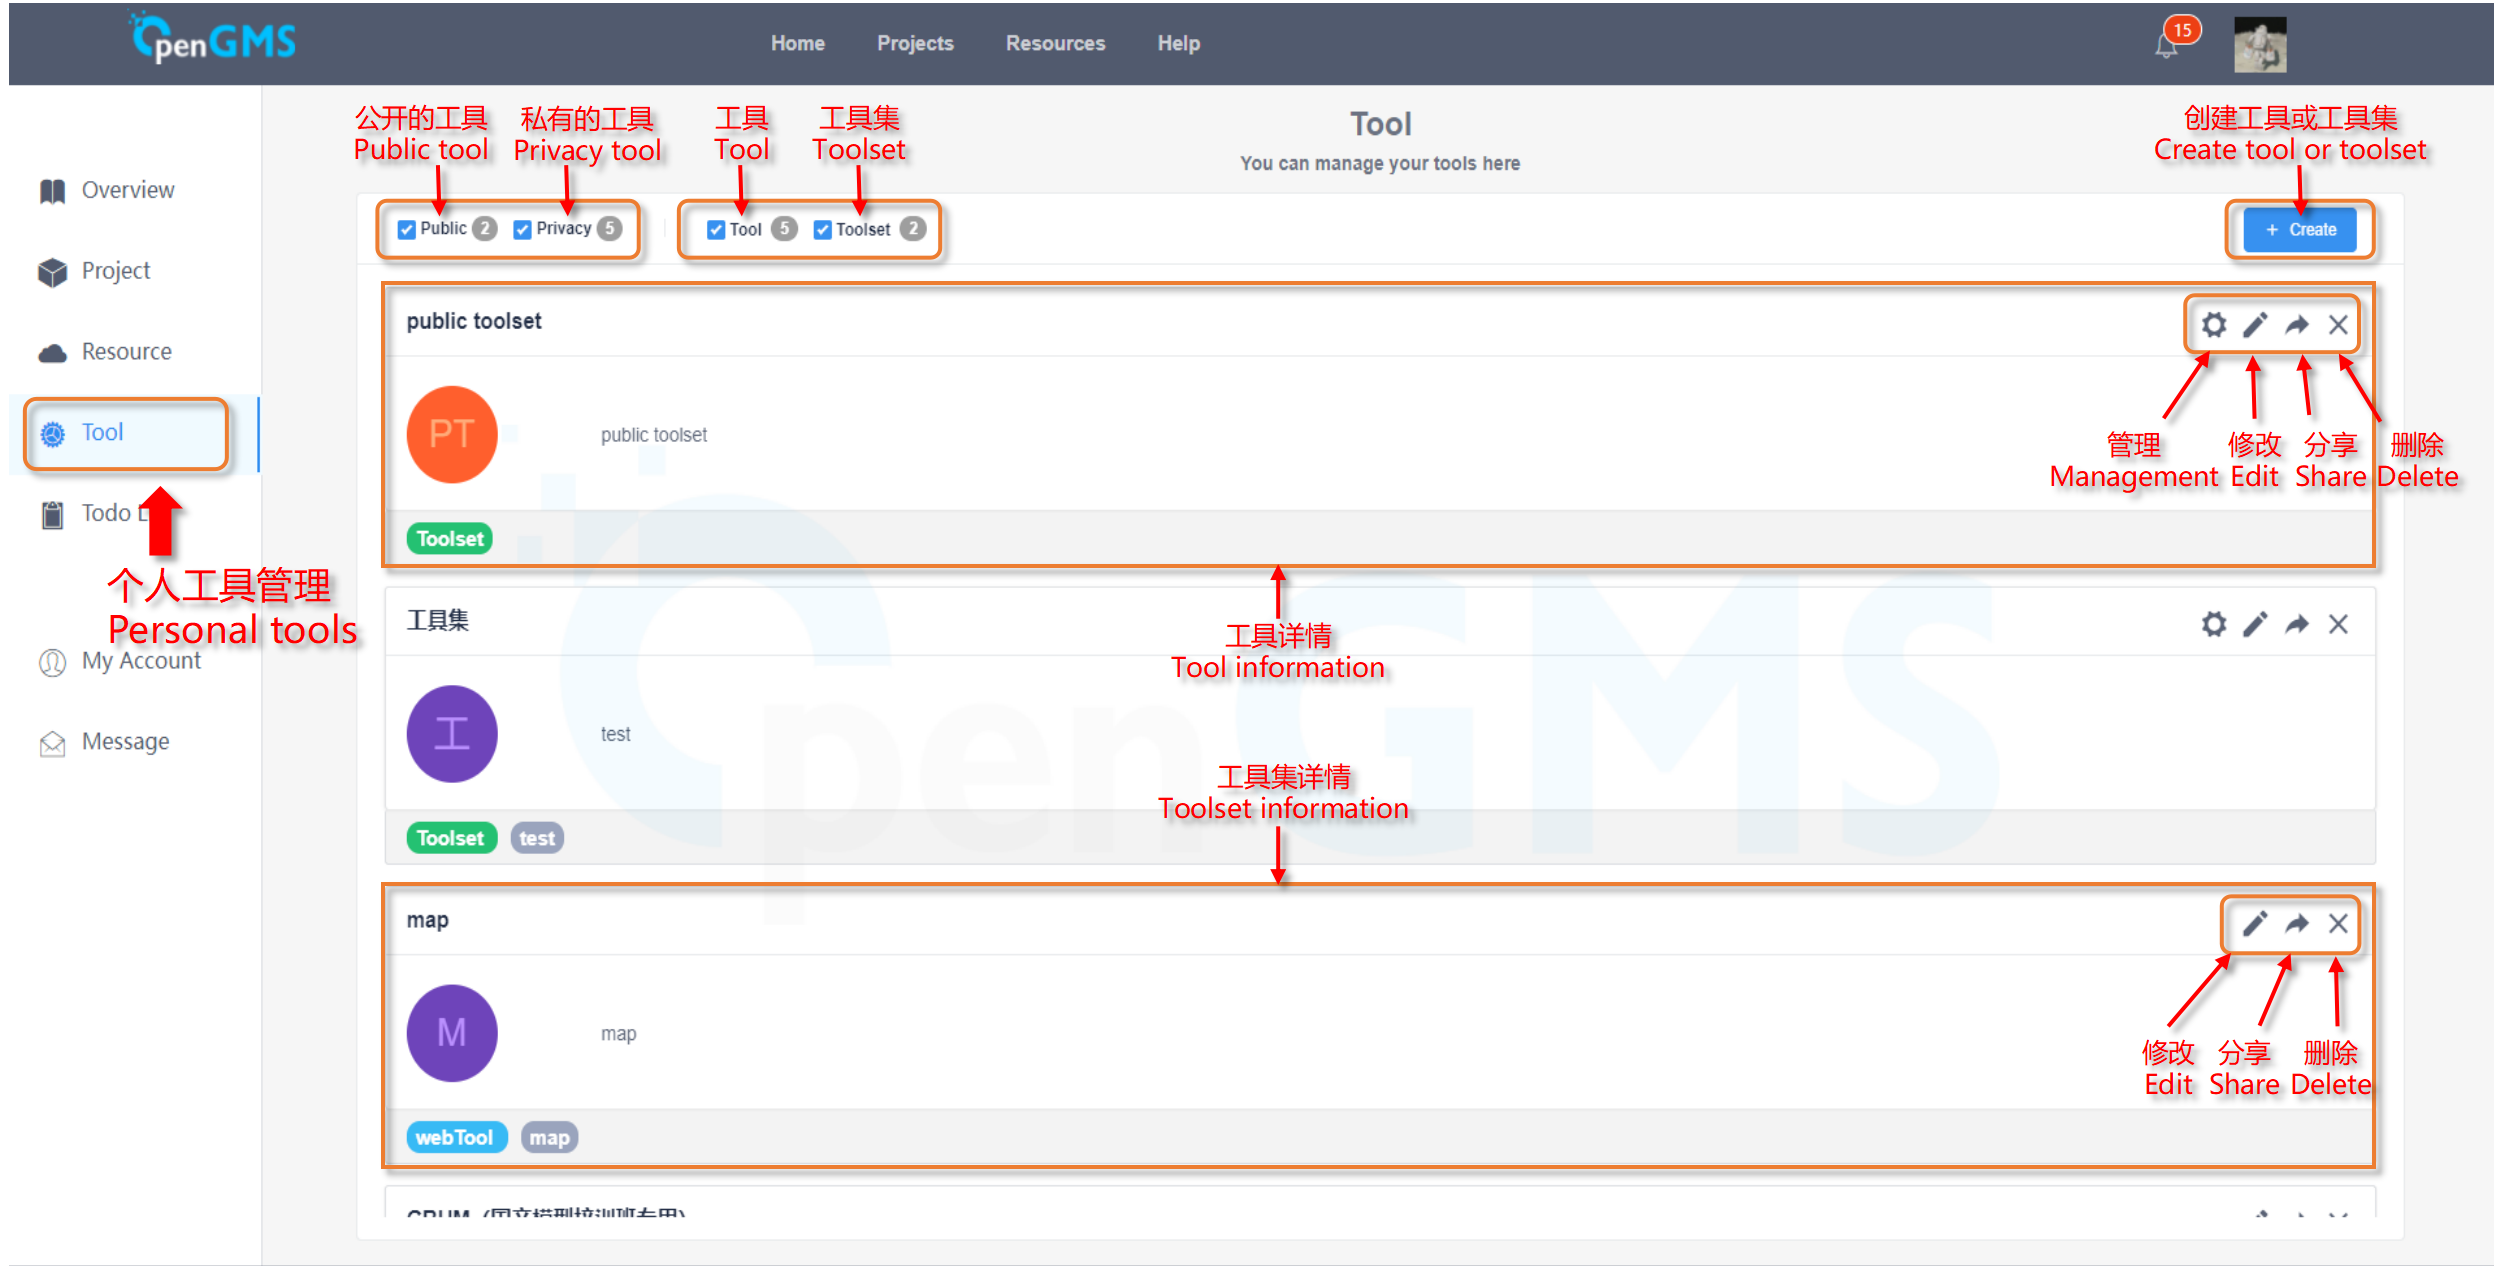 OpenGMS
Home Projects Resources Help
15
公开的工具 私有的工具 工具 工具集
Public tool Privacy tool Tool Toolset
Tool
You can manage your tools here
创建工具或工具集
Create tool or toolset
Public 2 Privacy 5 Tool 5 Toolset 2
+ Create
Overview
Project
Resource
Tool
Todo
个人工具管理
Personal tools
My Account
Message
public toolset
PT
public toolset
管理 修改 分享 删除
Management Edit Share Delete
Toolset
工具详情
Tool information
工具集
工
test
工具集详情
Toolset information
Toolset test
map
M
map
修改 分享 删除
Edit Share Delete
webTool map
OpenGMS